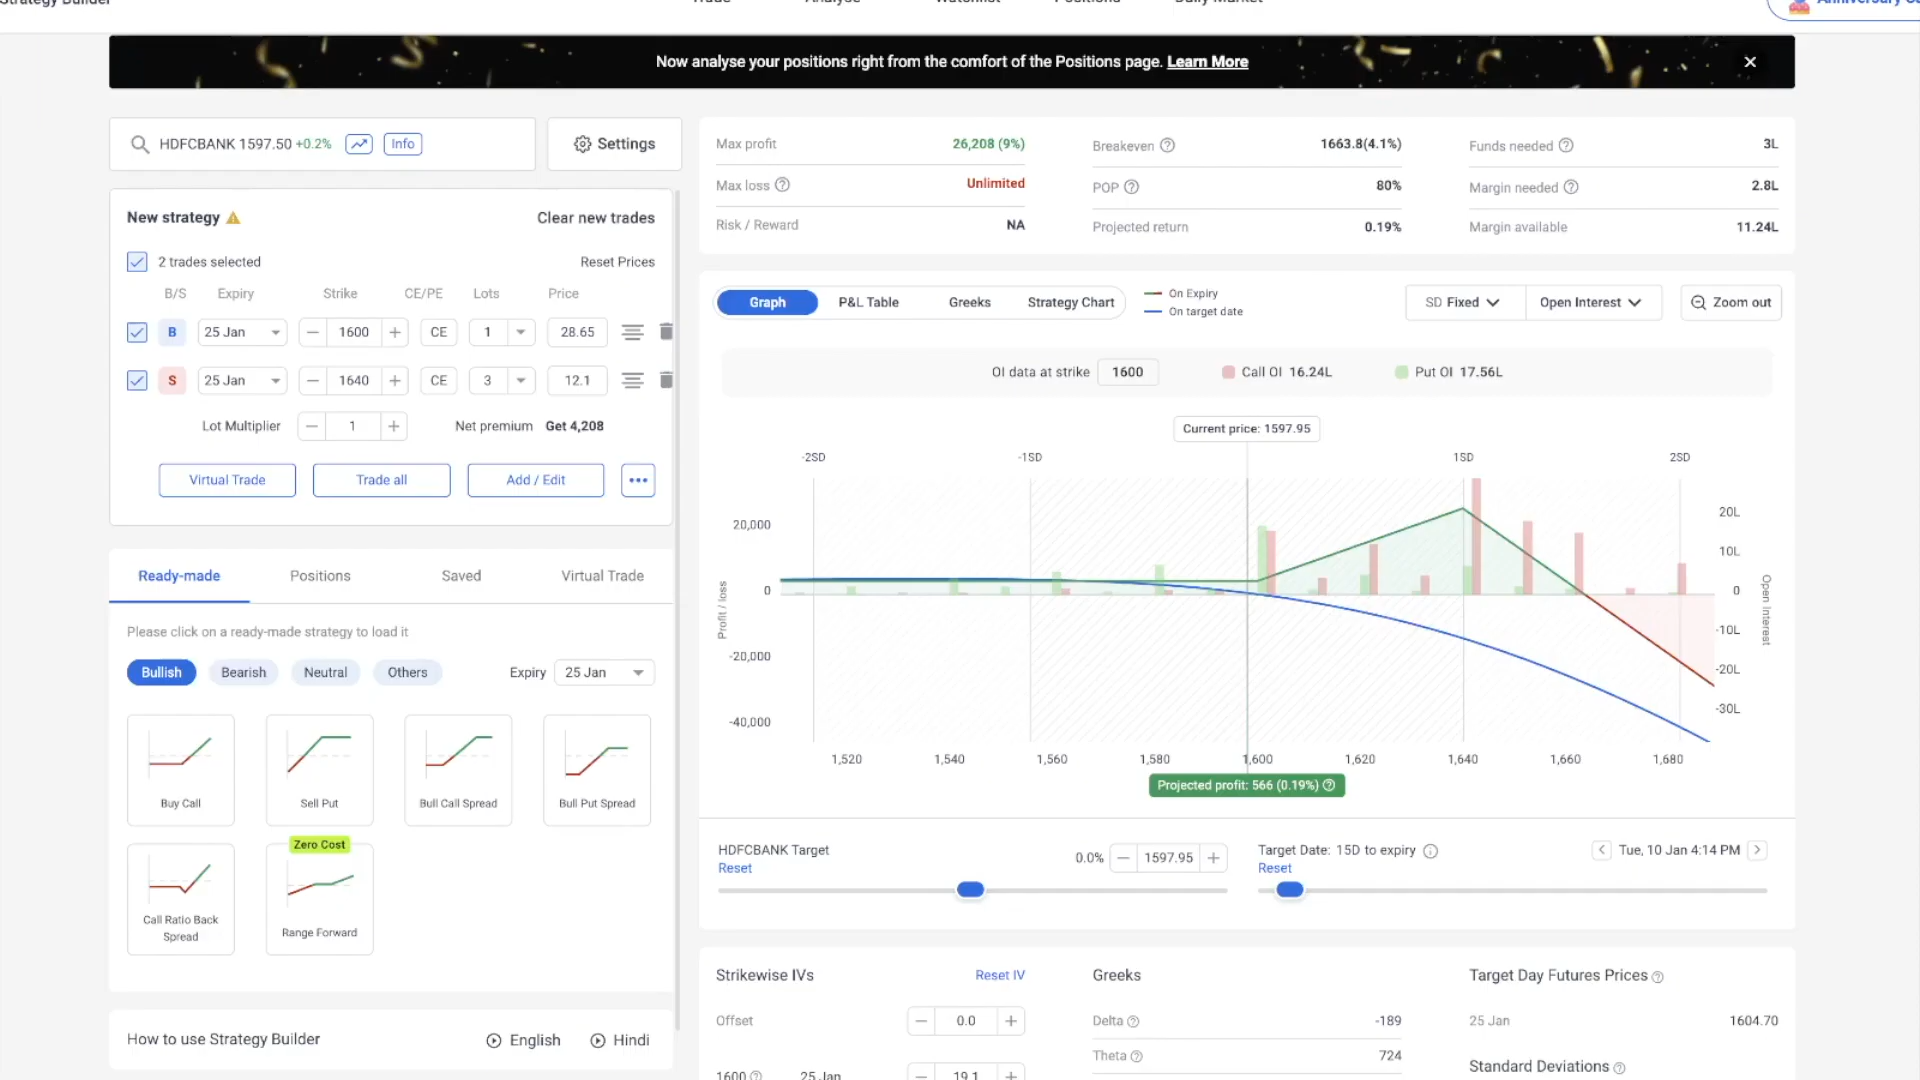 Strategy Builder
Trade Analyse Watchlist Positions Daily Market
Now analyse your positions right from the comfort of the Positions page. Learn More
HDFCBANK 1597.50 +0.2% Info
Settings
New strategy
Clear new trades
2 trades selected
Reset Prices
B/S Expiry Strike CE/PE Lots Price
B 25 Jan 1600 CE 1 28.65
S 25 Jan 1640 CE 3 12.1
Lot Multiplier 1 Net premium Get 4,208
Virtual Trade
Trade all
Add / Edit
Ready-made Positions Saved Virtual Trade
Please click on a ready-made strategy to load it
Bullish Bearish Neutral Others
Expiry 25 Jan
Buy Call
Sell Put
Bull Call Spread
Bull Put Spread
Call Ratio Back
Spread
Zero Cost
Range Forward
How to use Strategy Builder
English
Hindi
Max profit 26,208 (9%)
Max loss Unlimited
Risk / Reward NA
Breakeven 1663.8(4.1%)
POP 80%
Projected return 0.19%
Funds needed 3L
Margin needed 2.8L
Margin available 11.24L
Graph P&L Table Greeks Strategy Chart
On Expiry
On target date
SD Fixed
Open Interest
Zoom out
OI data at strike 1600 Call OI 16.24L Put OI 17.56L
Current price: 1597.95
-2SD -1SD 1SD 2SD
20,000
0
-20,000
-40,000
Profit / loss
20L
10L
0
-10L
-20L
-30L
Open Interest
1,520 1,540 1,560 1,580 1,600 1,620 1,640 1,660 1,680
Projected profit: 566 (0.19%)
HDFCBANK Target
Reset
0.0% 1597.95
Target Date: 15D to expiry
Reset
Tue, 10 Jan 4:14 PM
Strikewise IVs
Reset IV
Offset 0.0
1600 25 Jan 19.1
Greeks
Delta -189
Theta 724
Target Day Futures Prices
25 Jan 1604.70
Standard Deviations